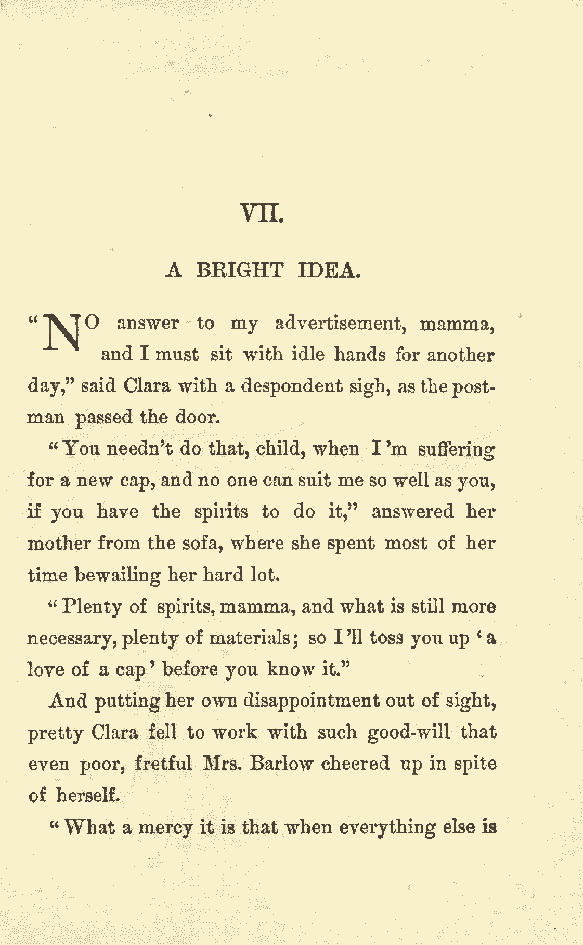 VII.
A BRIGHT IDEA.
“NO answer to my advertisement, mamma,
and I must sit with idle hands for another
day,” said Clara with a despondent sigh, as the post-
man passed the door.
“You needn’t do that, child, when I’m suffering
for a new cap, and no one can suit me so well as you,
if you have the spirits to do it,” answered her
mother from the sofa, where she spent most of her
time bewailing her hard lot.
“Plenty of spirits, mamma, and what is still more
necessary, plenty of materials; so I’ll toss you up ‘a
love of a cap’ before you know it.”
And putting her own disappointment out of sight,
pretty Clara fell to work with such good-will that
even poor, fretful Mrs. Barlow cheered up in spite
of herself.
“What a mercy it is that when everything else is